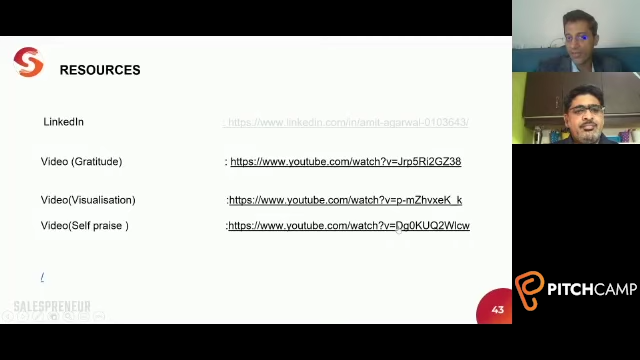 RESOURCES
LinkedIn : https://www.linkedin.com/in/amit-agarwal-0103643/
Video (Gratitude) : https://www.youtube.com/watch?v=Jrp5Ri2GZ38
Video(Visualisation) :https://www.youtube.com/watch?v=p-mZhvxeK_k
Video(Self praise ) :https://www.youtube.com/watch?v=Dg0KUQ2Wlcw
SALESPRENEUR
43
PITCHCAMP